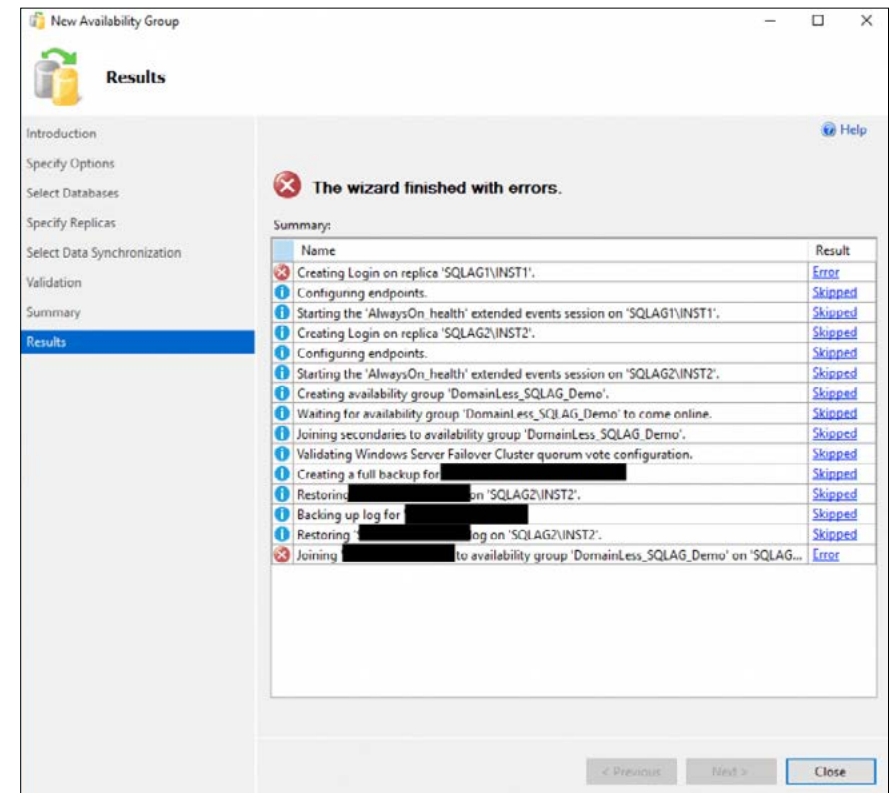 New Availability Group
Results
Help
Introduction
Specify Options
Select Databases
Specify Replicas
Select Data Synchronization
Validation
Summary
Results
The wizard finished with errors.
Summary:
Name Result
Creating Login on replica 'SQLAG1\INST1'. Error
Configuring endpoints. Skipped
Starting the 'AlwaysOn_health' extended events session on 'SQLAG1\INST1'. Skipped
Creating Login on replica 'SQLAG2\INST2'. Skipped
Configuring endpoints. Skipped
Starting the 'AlwaysOn_health' extended events session on 'SQLAG2\INST2'. Skipped
Creating availability group 'DomainLess_SQLAG_Demo'. Skipped
Waiting for availability group 'DomainLess_SQLAG_Demo' to come online. Skipped
Joining secondaries to availability group 'DomainLess_SQLAG_Demo'. Skipped
Validating Windows Server Failover Cluster quorum vote configuration. Skipped
Creating a full backup for Skipped
Restoring on 'SQLAG2\INST2'. Skipped
Backing up log for ' Skipped
Restoring ' log on 'SQLAG2\INST2'. Skipped
Joining ' to availability group 'DomainLess_SQLAG_Demo' on 'SQLAG... Error
< Previous Next > Close